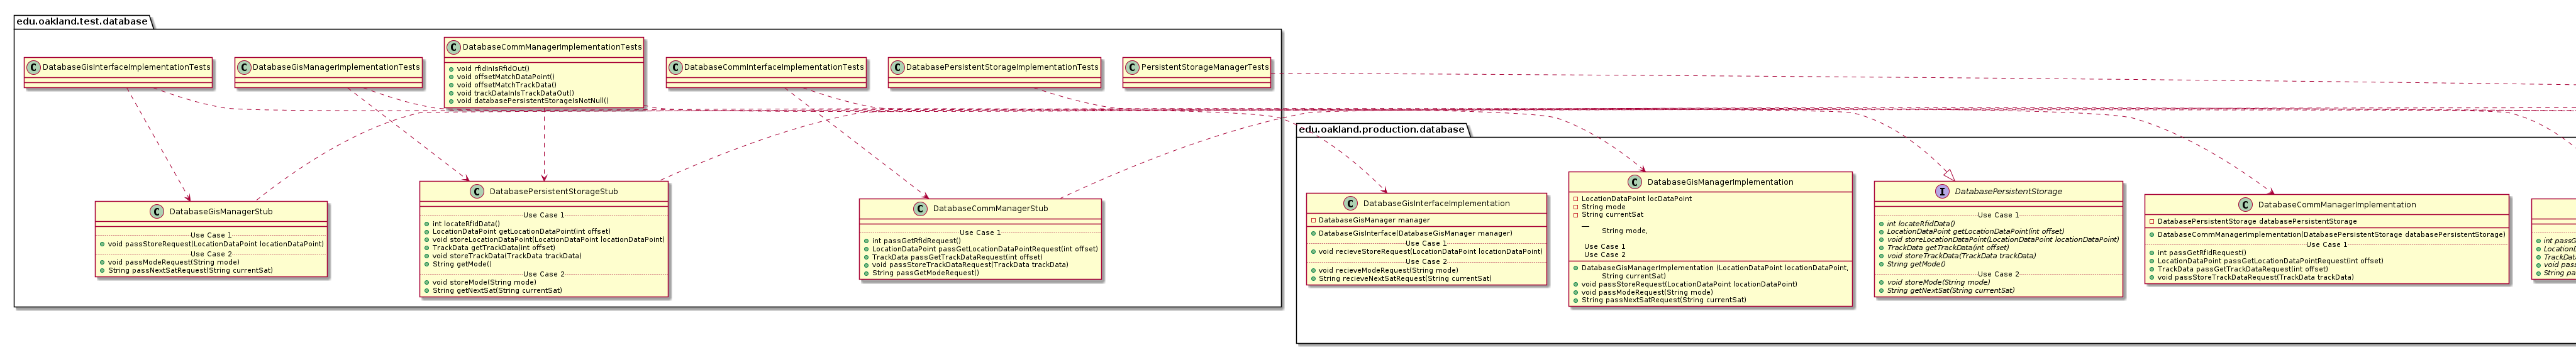 edu.oakland.test.database
C DatabaseGisInterfaceImplementationTests
C DatabaseGisManagerImplementationTests
C DatabaseCommManagerImplementationTests
void rfidInIsRfidOut()
void offsetMatchDataPoint()
void offsetMatchTrackData()
void trackDataInIsTrackDataOut()
void databasePersistentStorageIsNotNull()
C DatabaseCommInterfaceImplementationTests
C DatabasePersistentStorageImplementationTests
C PersistentStorageManagerTests
C DatabaseGisManagerStub
Use Case 1
void passStoreRequest(LocationDataPoint locationDataPoint)
Use Case 2
void passModeRequest(String mode)
String passNextSatRequest(String currentSat)
C DatabasePersistentStorageStub
Use Case 1
int locateRfidData()
LocationDataPoint getLocationDataPoint(int offset)
void storeLocationDataPoint(LocationDataPoint locationDataPoint)
TrackData getTrackData(int offset)
void storeTrackData(TrackData trackData)
String getMode()
Use Case 2
void storeMode(String mode)
String getNextSat(String currentSat)
C DatabaseCommManagerStub
Use Case 1
int passGetRfidRequest()
LocationDataPoint passGetLocationDataPointRequest(int offset)
TrackData passGetTrackDataRequest(int offset)
void passStoreTrackDataRequest(TrackData trackData)
String passGetModeRequest()
edu.oakland.production.database
C DatabaseGisInterfaceImplementation
DatabaseGisManager manager
DatabaseGisInterface(DatabaseGisManager manager)
Use Case 1
void recieveStoreRequest(LocationDataPoint locationDataPoint)
Use Case 2
void recieveModeRequest(String mode)
String recieveNextSatRequest(String currentSat)
C DatabaseGisManagerImplementation
LocationDataPoint locDataPoint
String mode
String currentSat
__
String mode,
Use Case 1
Use Case 2
DatabaseGisManagerImplementation (LocationDataPoint locationDataPoint,
String currentSat)
void passStoreRequest(LocationDataPoint locationDataPoint)
void passModeRequest(String mode)
String passNextSatRequest(String currentSat)
I DatabasePersistentStorage
Use Case 1
int locateRfidData()
LocationDataPoint getLocationDataPoint(int offset)
void storeLocationDataPoint(LocationDataPoint locationDataPoint)
TrackData getTrackData(int offset)
void storeTrackData(TrackData trackData)
String getMode()
Use Case 2
void storeMode(String mode)
String getNextSat(String currentSat)
C DatabaseCommManagerImplementation
DatabasePersistentStorage databasePersistentStorage
DatabaseCommManagerImplementation(DatabasePersistentStorage databasePersistentStorage)
Use Case 1
int passGetRfidRequest()
LocationDataPoint passGetLocationDataPointRequest(int offset)
TrackData passGetTrackDataRequest(int offset)
void passStoreTrackDataRequest(TrackData trackData)
int
void